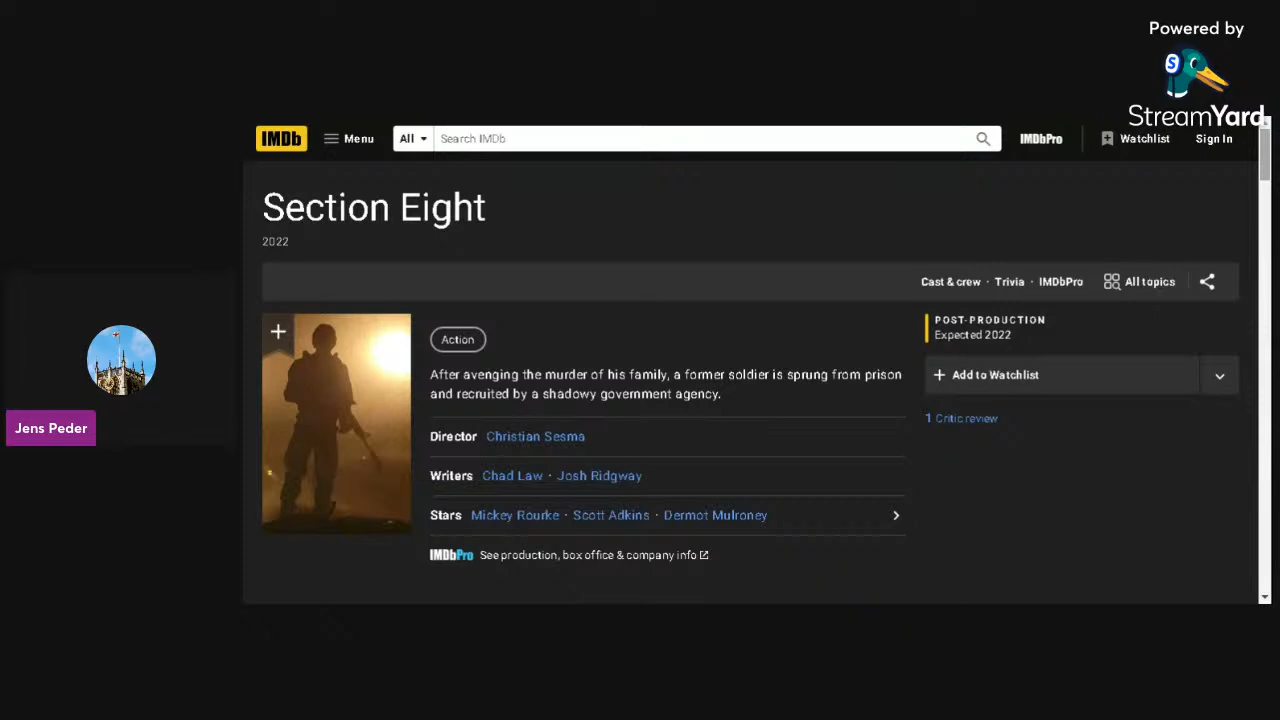 Powered by
S
StreamYard
IMDb Menu All Search IMDb IMDbPro Watchlist Sign In
Section Eight
2022
Cast & crew · Trivia · IMDbPro All topics
+
Action
POST-PRODUCTION
Expected 2022
After avenging the murder of his family, a former soldier is sprung from prison
and recruited by a shadowy government agency.
+ Add to Watchlist
Director Christian Sesma
1 Critic review
Writers Chad Law · Josh Ridgway
Stars Mickey Rourke · Scott Adkins · Dermot Mulroney
IMDbPro See production, box office & company info
Jens Peder